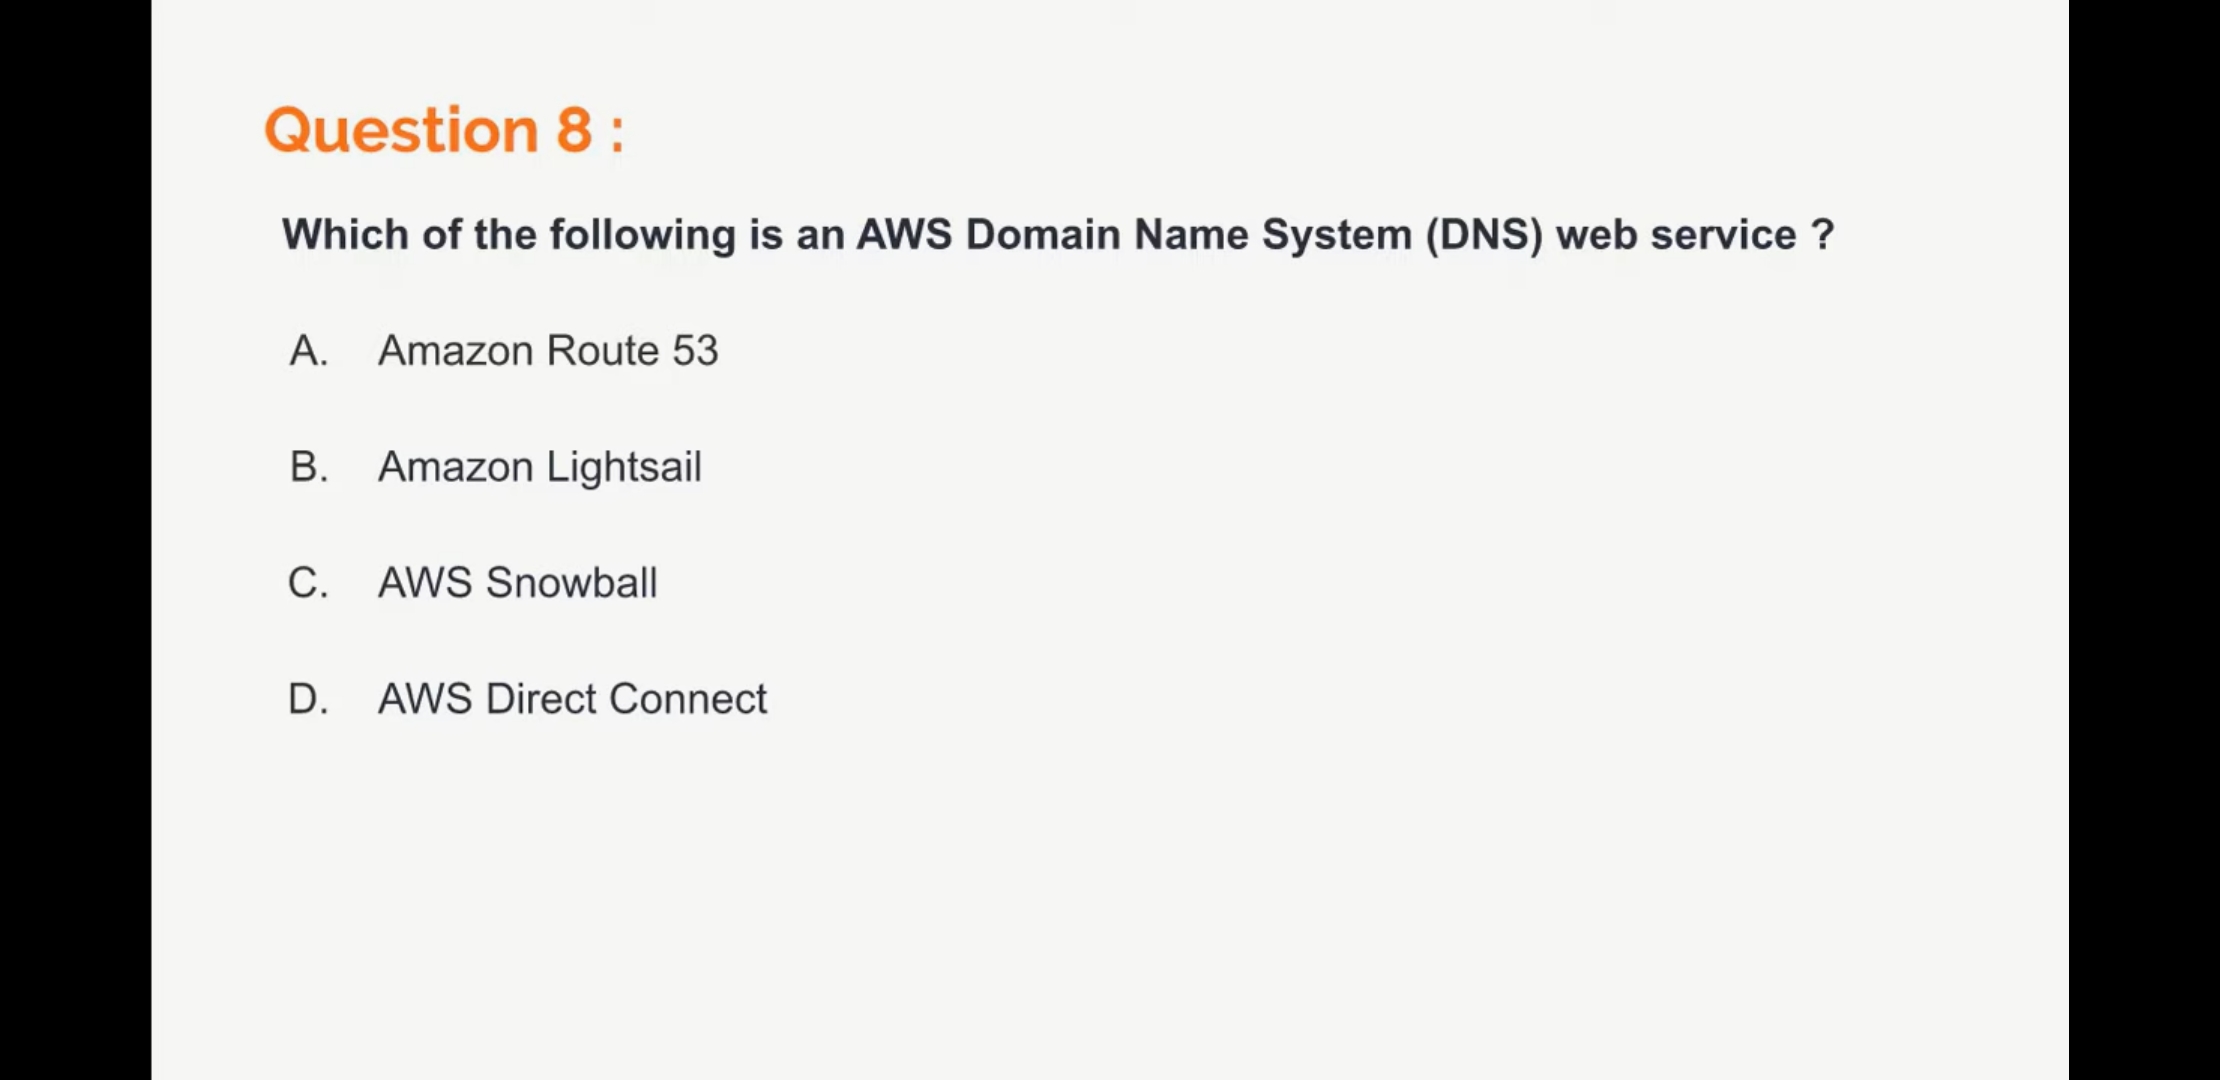 Question 8 :
Which of the following is an AWS Domain Name System (DNS) web service ?
A. Amazon Route 53
B. Amazon Lightsail
C. AWS Snowball
D. AWS Direct Connect